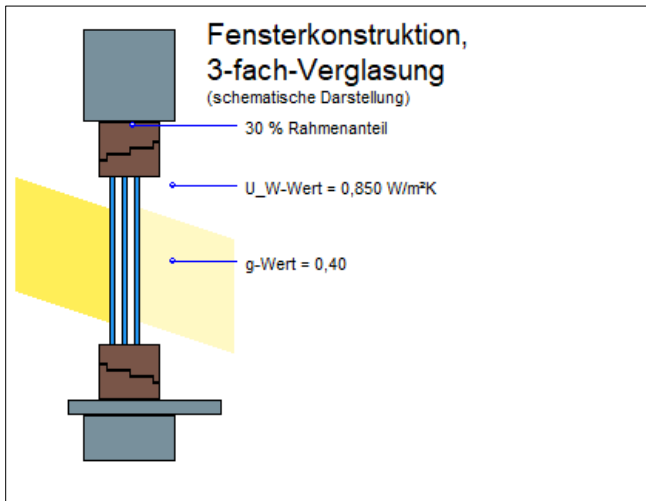 Fensterkonstruktion,
3-fach-Verglasung
(schematische Darstellung)
30 % Rahmenanteil
U_W-Wert = 0,850 W/m²K
g-Wert = 0,40